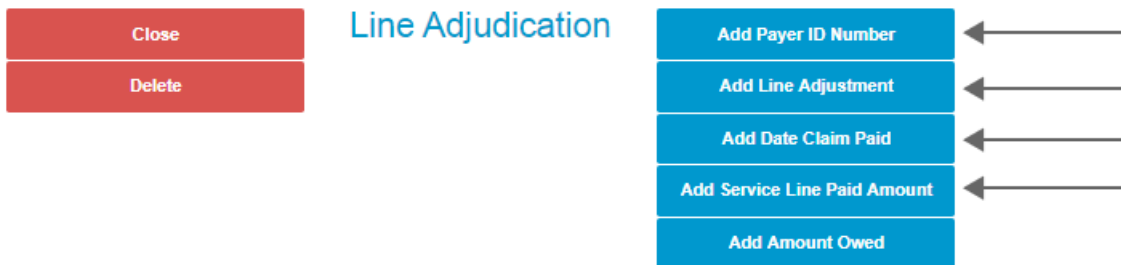 Close
Delete
Line Adjudication
Add Payer ID Number
Add Line Adjustment
Add Date Claim Paid
Add Service Line Paid Amount
Add Amount Owed